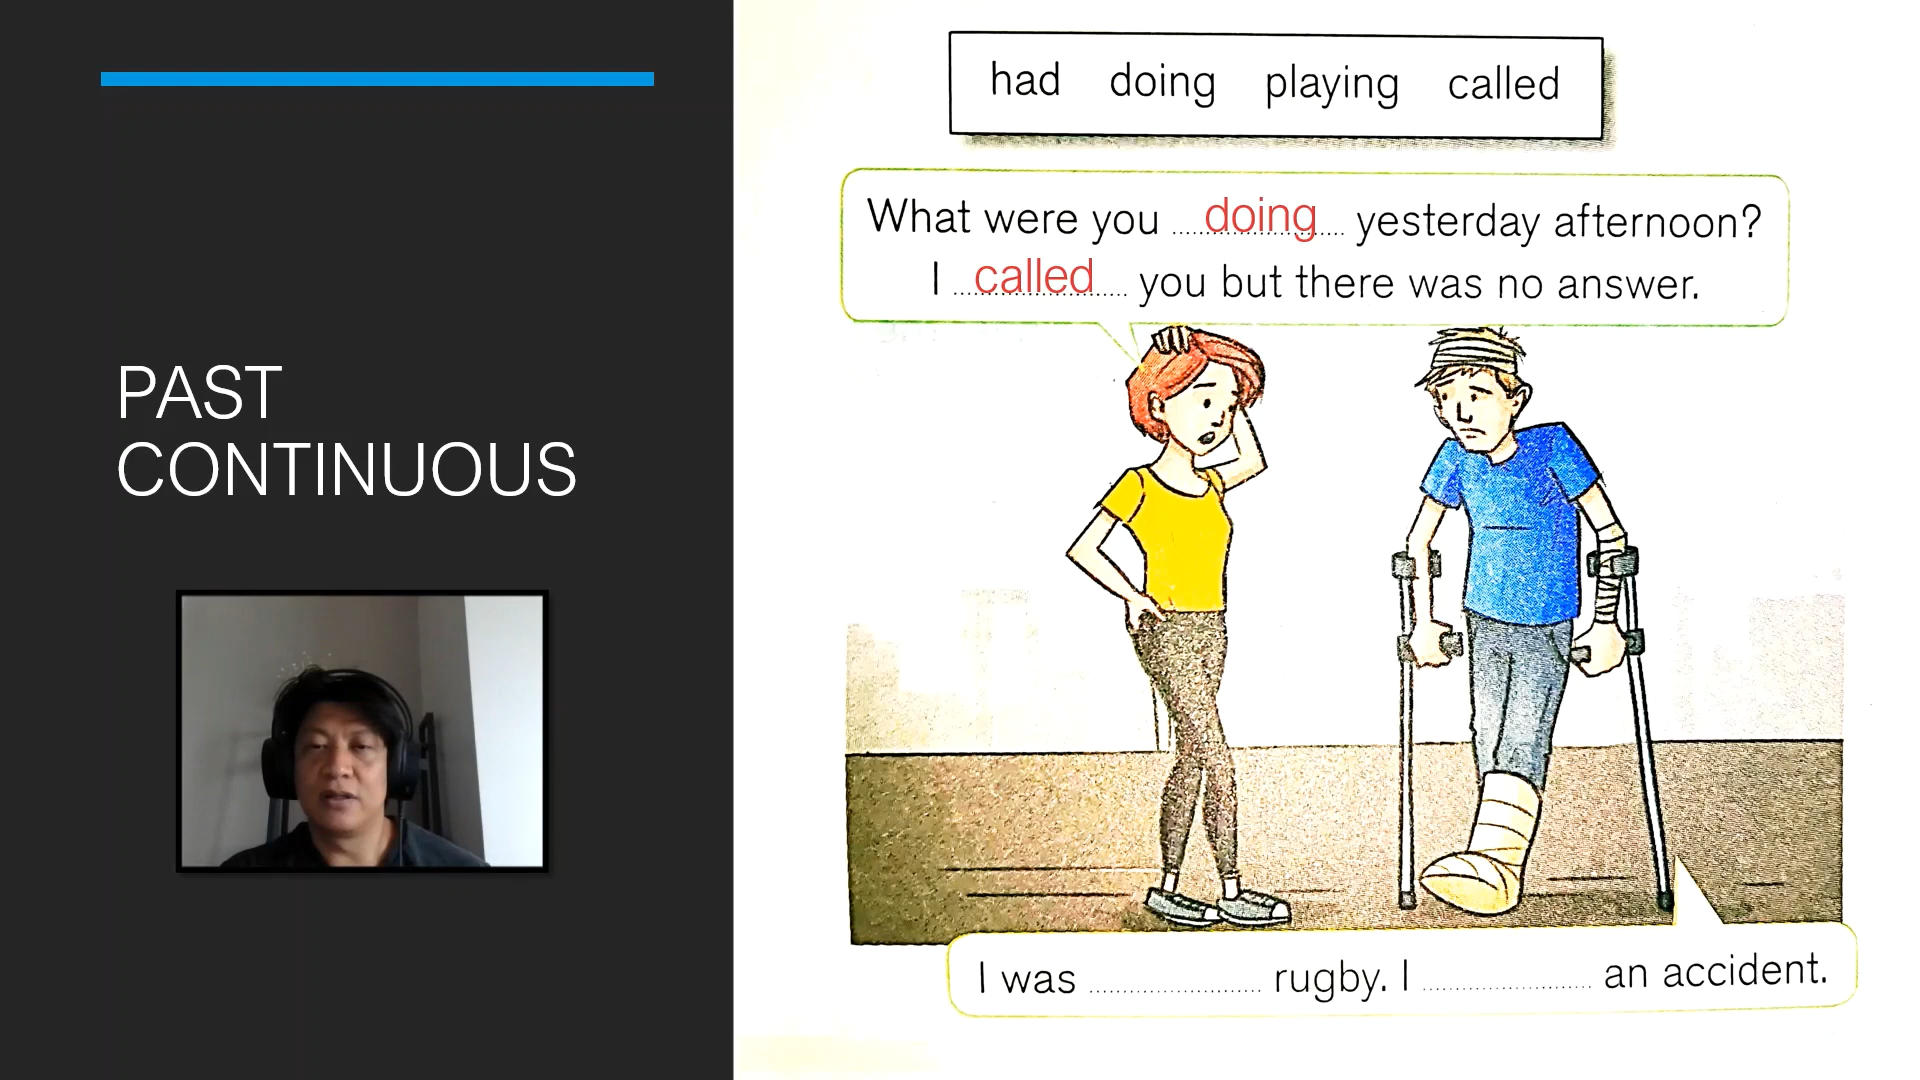 PAST
CONTINUOUS
had doing playing called
What were you doing yesterday afternoon?
I called you but there was no answer.
I was ........................ rugby. I ........................ an accident.